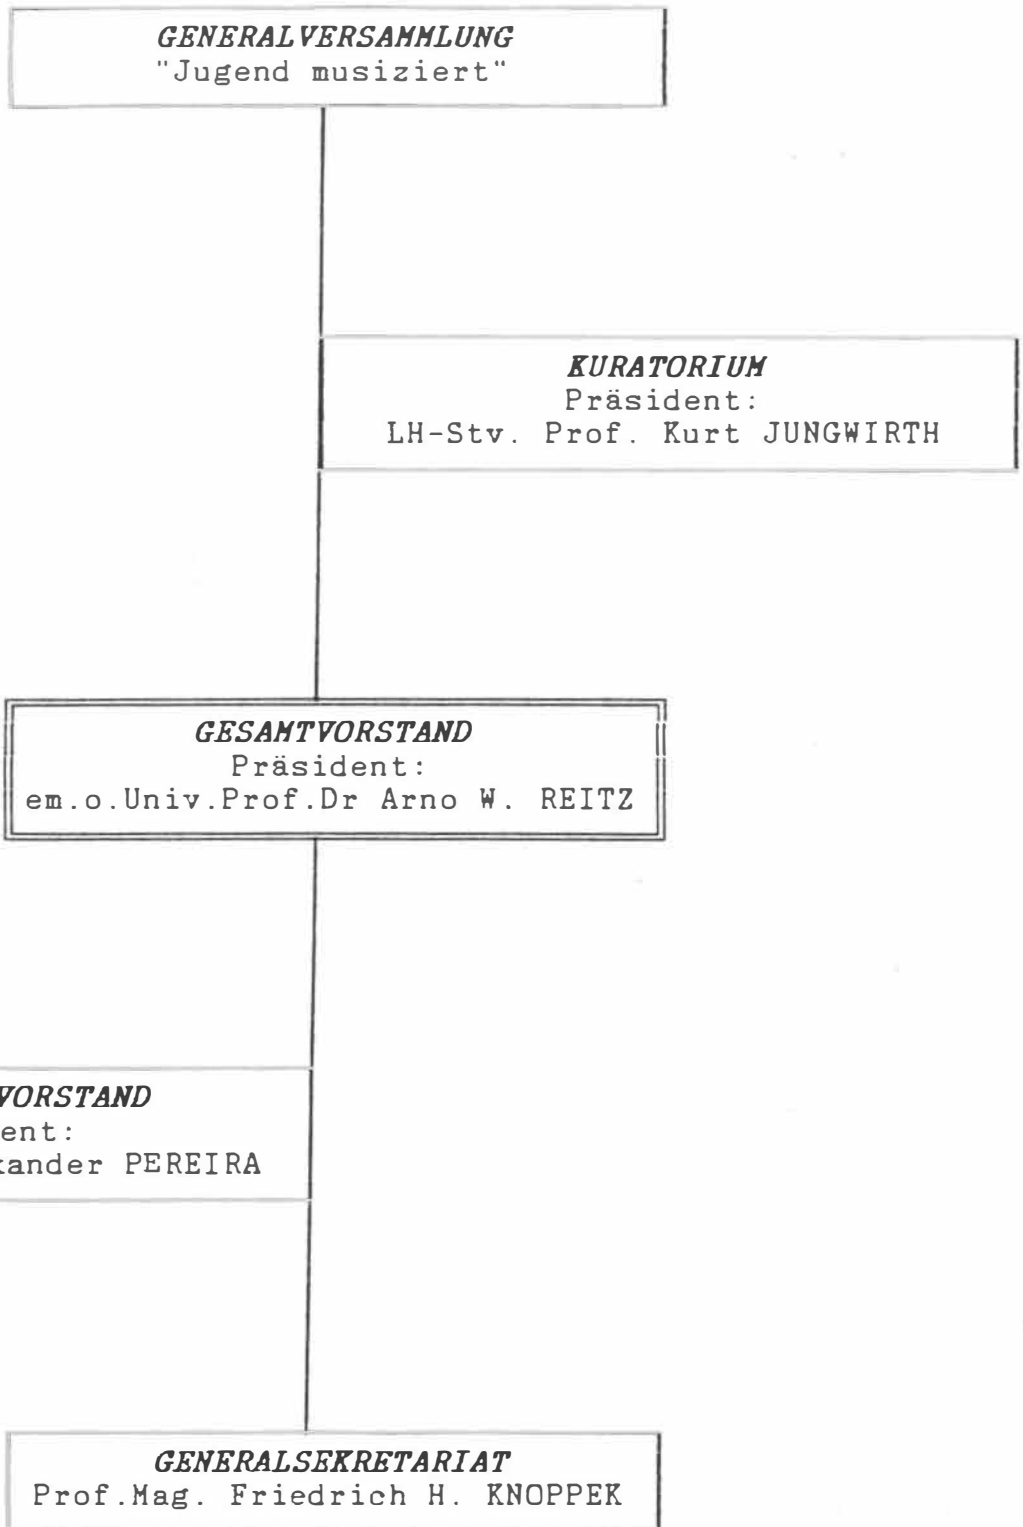 GENERALVERSAMMLUNG
"Jugend musiziert"
KURATORIUM
Präsident:
LH-Stv. Prof. Kurt JUNGWIRTH
GESAMTVORSTAND
Präsident:
em.o.Univ.Prof.Dr Arno W. REITZ
VORSTAND
ent:
xander PEREIRA
GENERALSEKRETARIAT
Prof.Mag. Friedrich H. KNOPPEK